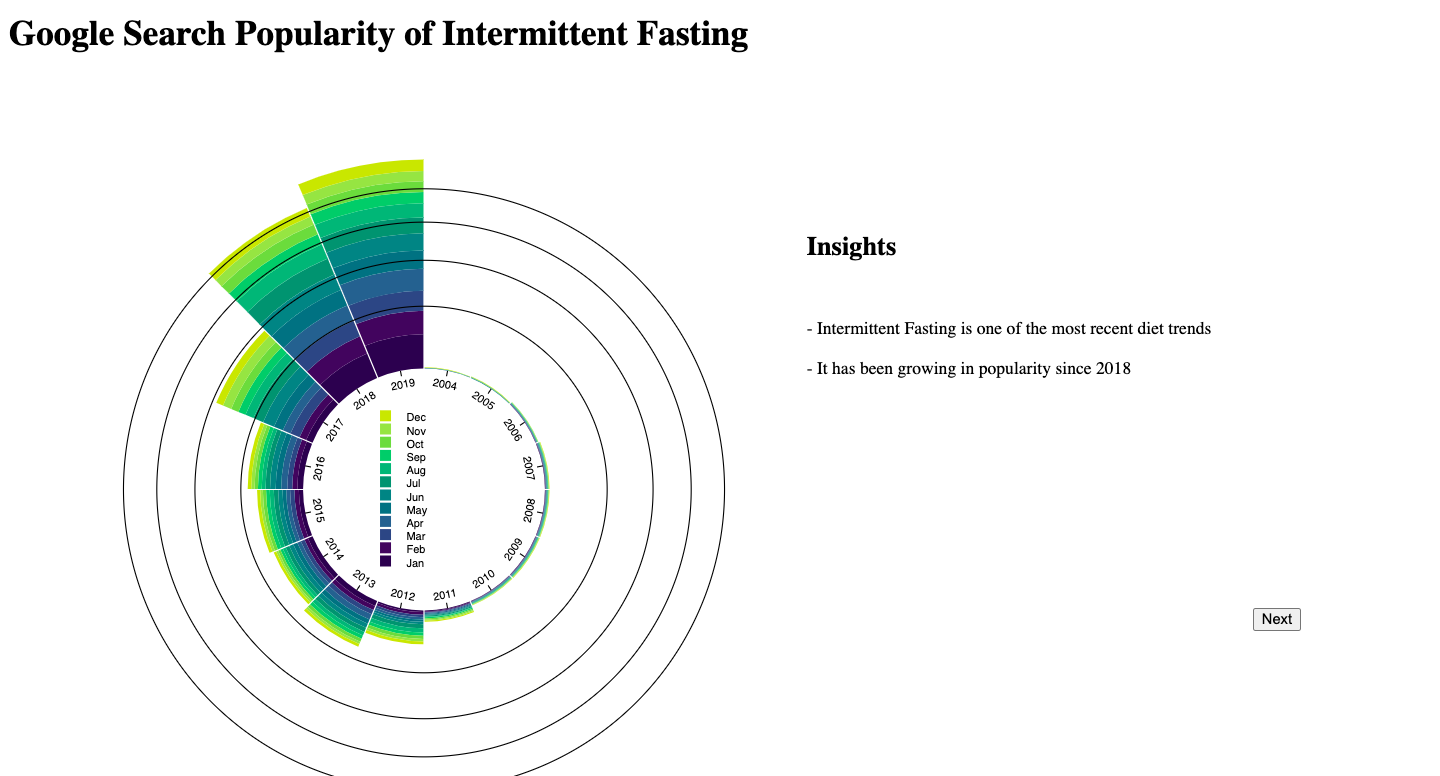 Google Search Popularity of Intermittent Fasting
2019
2004
2018
2005
2017
2006
2016
2007
2015
2008
2014
2009
2013
2010
2012
2011
Dec
Nov
Oct
Sep
Aug
Jul
Jun
May
Apr
Mar
Feb
Jan
Insights
- Intermittent Fasting is one of the most recent diet trends
- It has been growing in popularity since 2018
Next